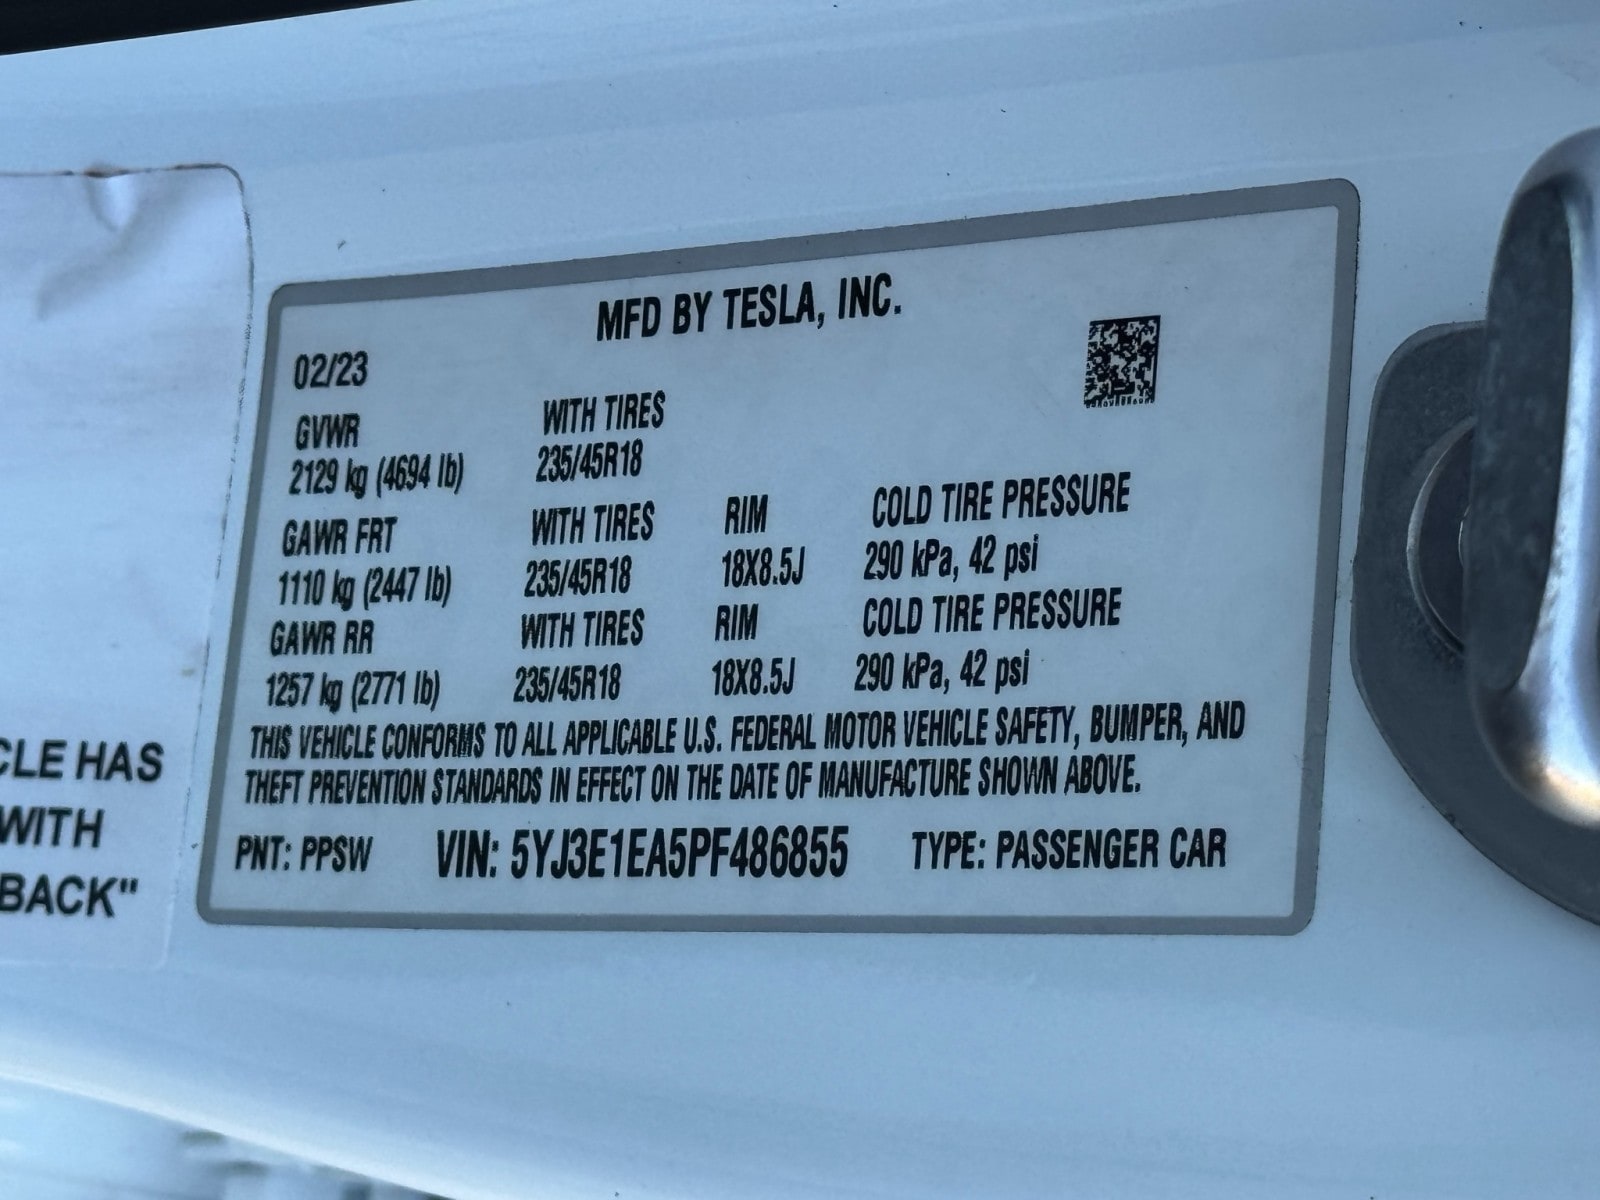 MFD BY TESLA, INC.
02/23
GVWR WITH TIRES
2129 kg (4694 lb) 235/45R18
GAWR FRT WITH TIRES RIM COLD TIRE PRESSURE
1110 kg (2447 lb) 235/45R18 18X8.5J 290 kPa, 42 psi
GAWR RR WITH TIRES RIM COLD TIRE PRESSURE
1257 kg (2771 lb) 235/45R18 18X8.5J 290 kPa, 42 psi
THIS VEHICLE CONFORMS TO ALL APPLICABLE U.S. FEDERAL MOTOR VEHICLE SAFETY, BUMPER, AND
THEFT PREVENTION STANDARDS IN EFFECT ON THE DATE OF MANUFACTURE SHOWN ABOVE.
PNT: PPSW VIN: 5YJ3E1EA5PF486855 TYPE: PASSENGER CAR
CLE HAS
WITH
BACK"